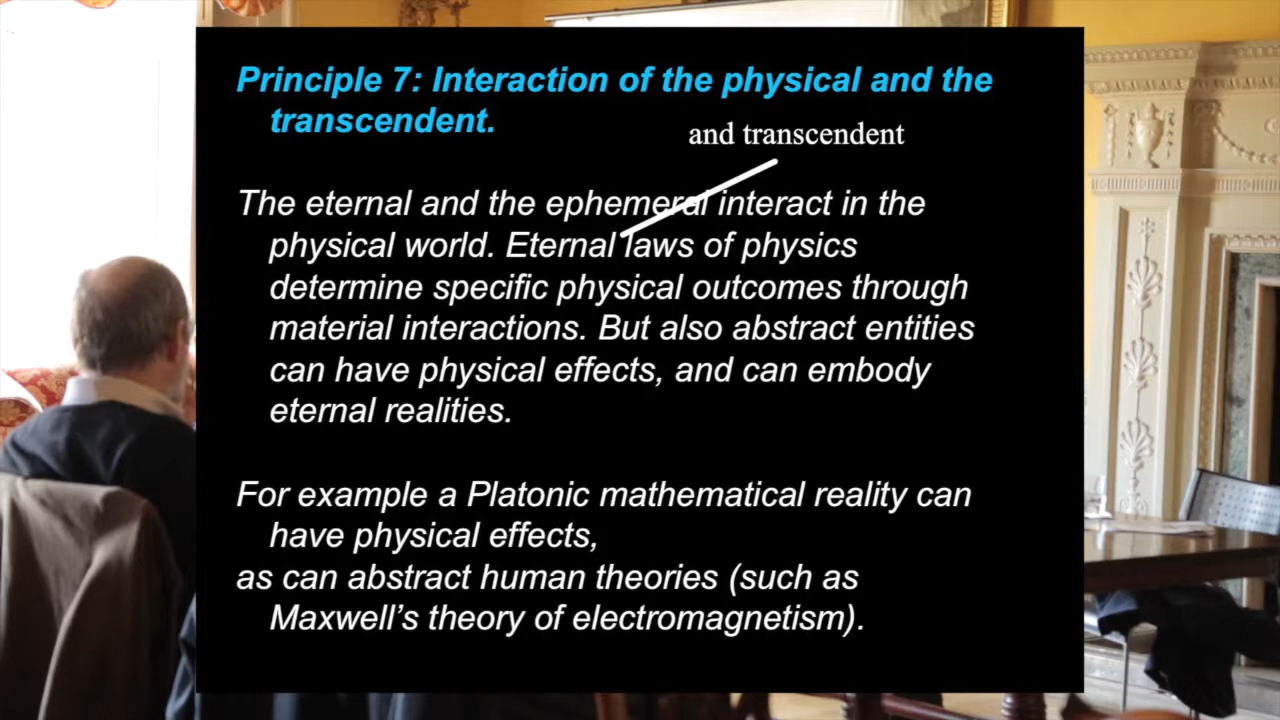 Principle 7: Interaction of the physical and the
transcendent.
and transcendent
The eternal and the ephemeral interact in the
physical world. Eternal laws of physics
determine specific physical outcomes through
material interactions. But also abstract entities
can have physical effects, and can embody
eternal realities.
For example a Platonic mathematical reality can
have physical effects,
as can abstract human theories (such as
Maxwell’s theory of electromagnetism).